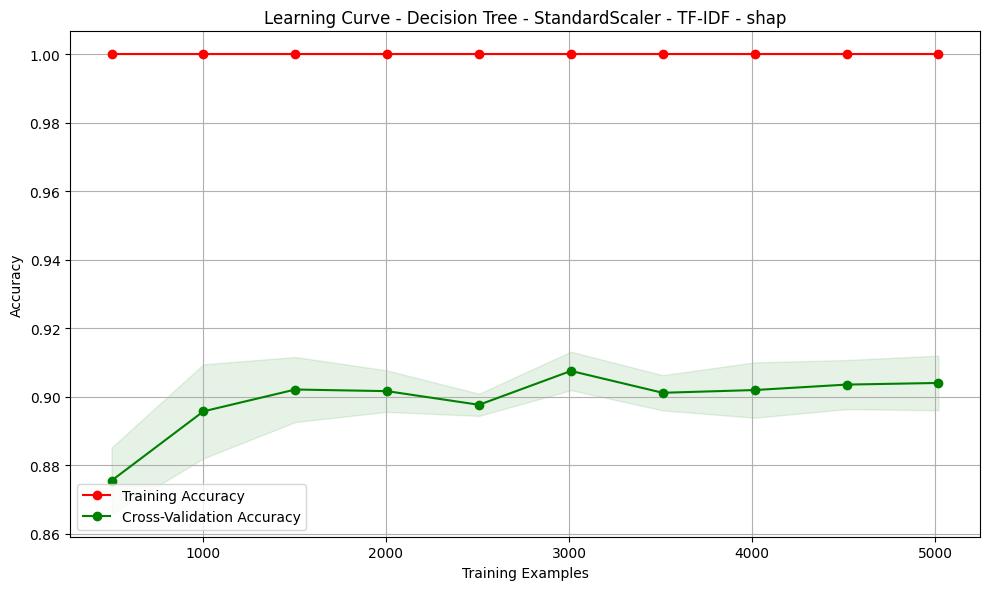 Learning Curve - Decision Tree - StandardScaler - TF-IDF - shap
1.00
0.98
0.96
0.94
0.92
0.90
0.88
0.86
Accuracy
Training Accuracy
Cross-Validation Accuracy
1000
2000
3000
4000
5000
Training Examples